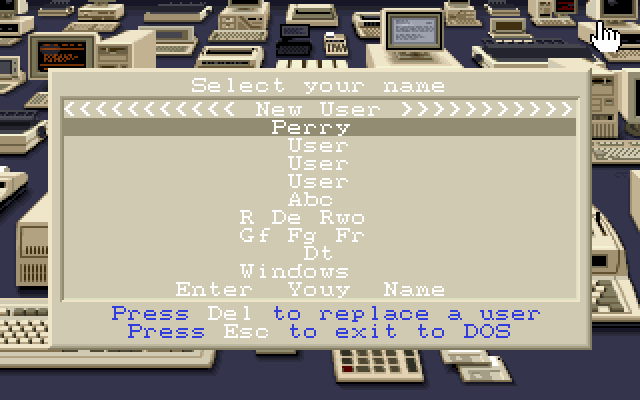 Select your name
<<<<<<<<<<< New User >>>>>>>>>>>
Perry
User
User
User
Abc
R De Rwo
Gf Fg Fr
Dt
Windows
Enter Youy Name
Press Del to replace a user
Press Esc to exit to DOS